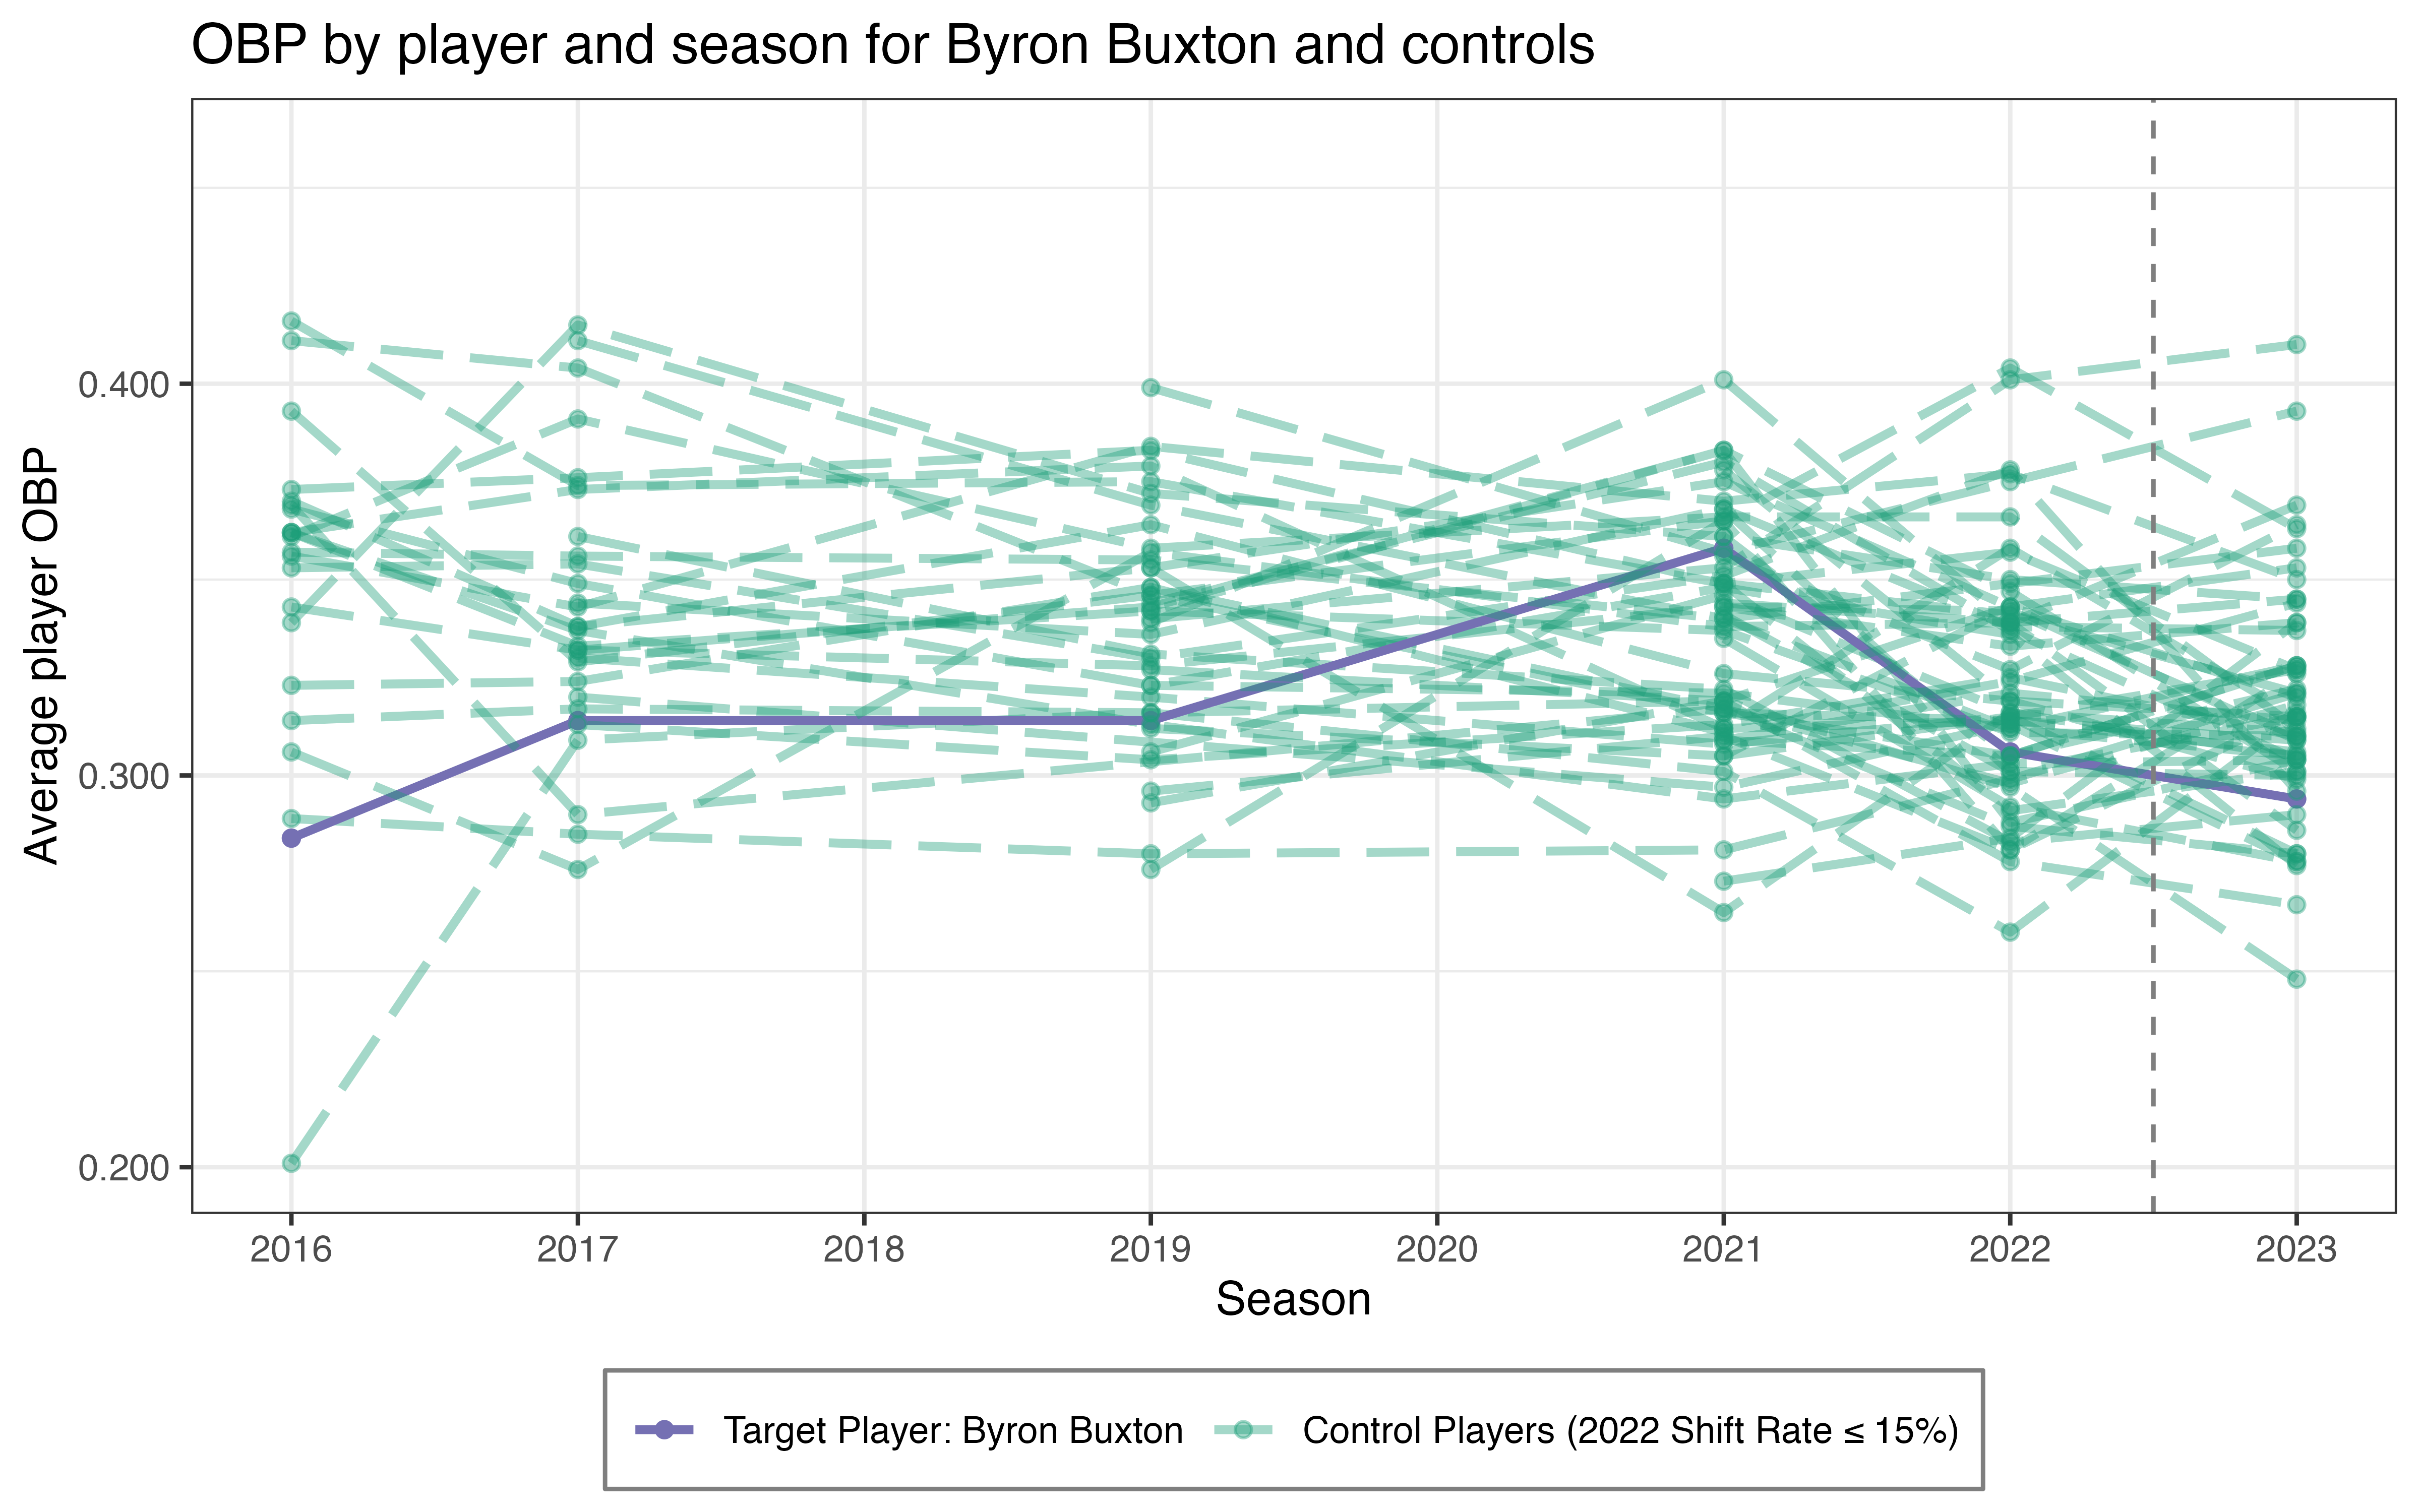 OBP by player and season for Byron Buxton and controls
Average player OBP
0.400
0.300
0.200
2016 2017 2018 2019 2020 2021 2022 2023
Season
Target Player: Byron Buxton Control Players (2022 Shift Rate ≤ 15%)